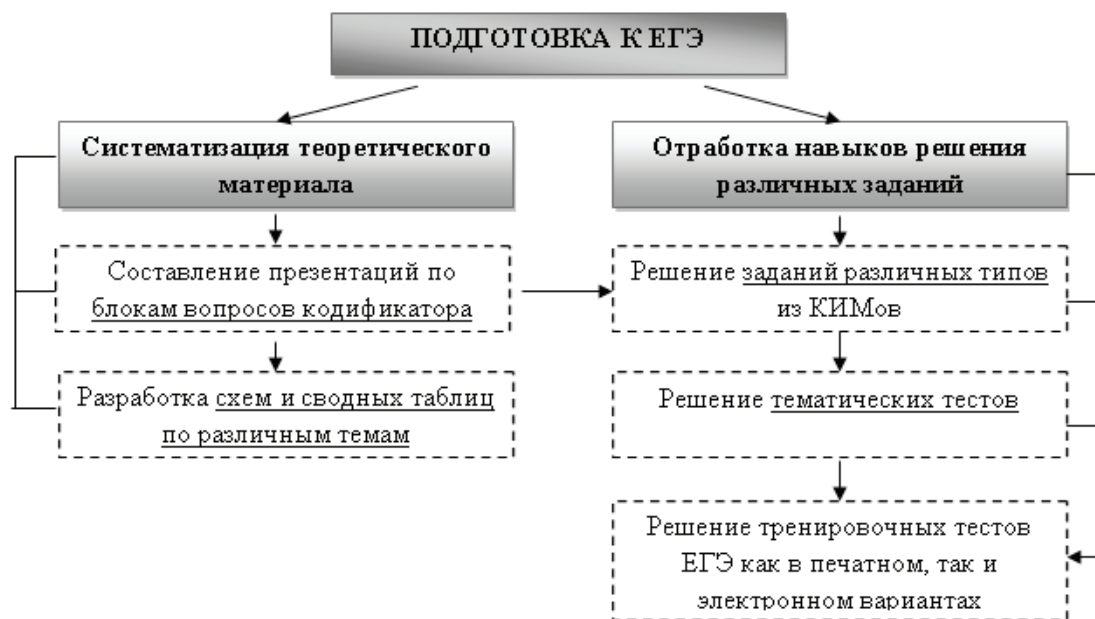 ПОДГОТОВКА К ЕГЭ
Систематизация теоретического
материала
Составление презентаций по
блокам вопросов кодификатора
Разработка схем и сводных таблиц
по различным темам
Отработка навыков решения
различных заданий
Решение заданий различных типов
из КИМов
Решение тематических тестов
Решение тренировочных тестов
ЕГЭ как в печатном, так и
электронном вариантах